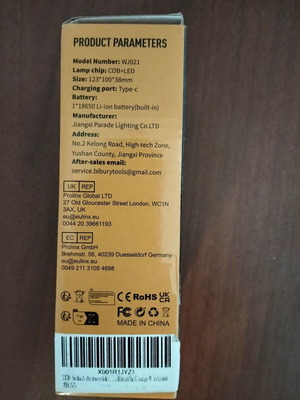 PRODUCT PARAMETERS
Model Number: WJ021
Lamp chip: COB+LED
Size: 123*100*38mm
Charging port: Type-c
Battery:
1*18650 Li-ion battery(built-in)
Manufacturer:
Jiangxi Parade Lighting Co.LTD
Address:
No.2 Kelong Road, High-tech Zone,
Yushan County, Jiangxi Province
After-sales email:
service.biburytools@gmail.com
UK REP
Prolinx Global LTD
27 Old Gloucester Street London, WC1N
3AX, UK
eu@eulinx.eu
0044 20 39661193
EC REP
Prolinx GmbH
Brehmstr, 56, 40239 Duesseldorf Germany
eu@eulinx.eu
0049 211 3105 4698
CE RoHS UKCA
MADE IN CHINA
X001R1JYZ1